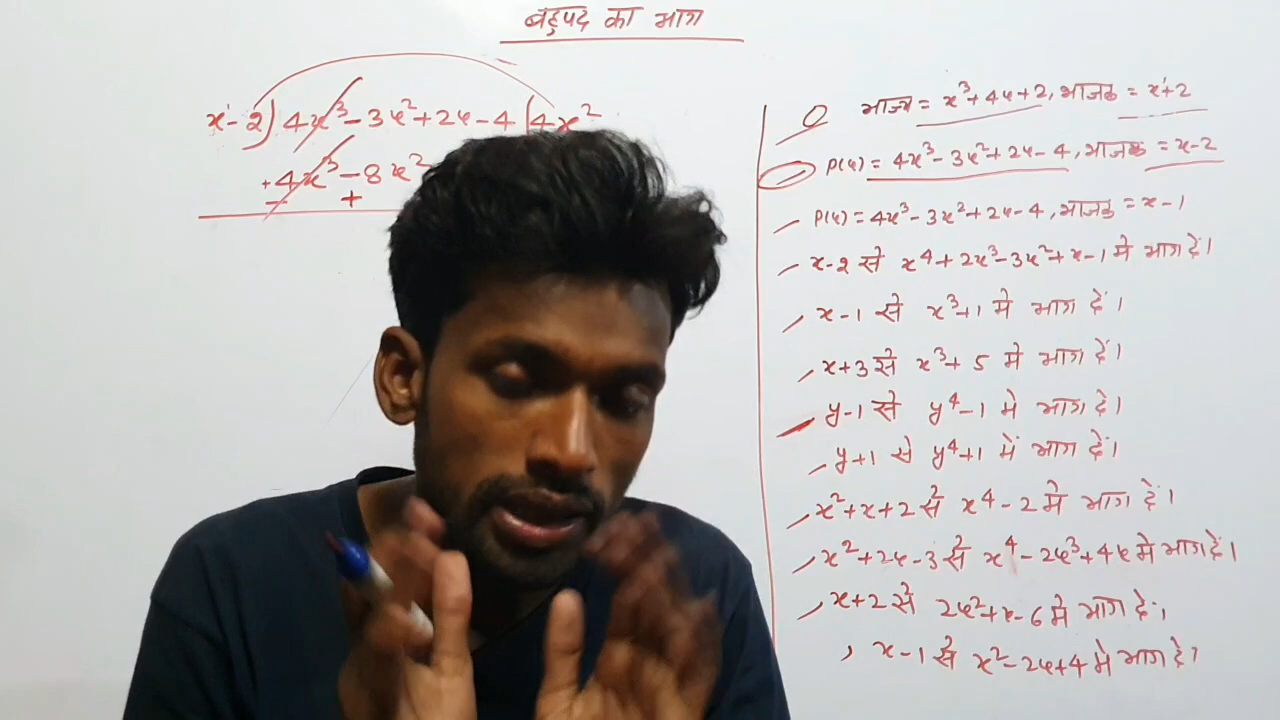 बहुपद का भाग
x-2) 4x³-3x²+2x-4 (4x²
+4x³-8x²
- +
भाज्य = x³+4x+2, भाजक = x+2
P(x) = 4x³-3x²+2x-4, भाजक = x-2
P(x) = 4x³-3x²+2x-4, भाजक = x-1
x-2 से x⁴+2x³-3x²+x-1 मे भाग दें।
x-1 से x³+1 मे भाग दें।
x+3 से x³+5 मे भाग दें।
y-1 से y⁴-1 मे भाग दें।
y+1 से y⁴+1 में भाग दें।
x²+x+2 से x⁴-2 मे भाग दें।
x²+2x-3 से x⁴-2x³+4x मे भाग दें।
x+2 से 2x²+x-6 मे भाग दें।
x-1 से x²-2x+4 मे भाग दें।